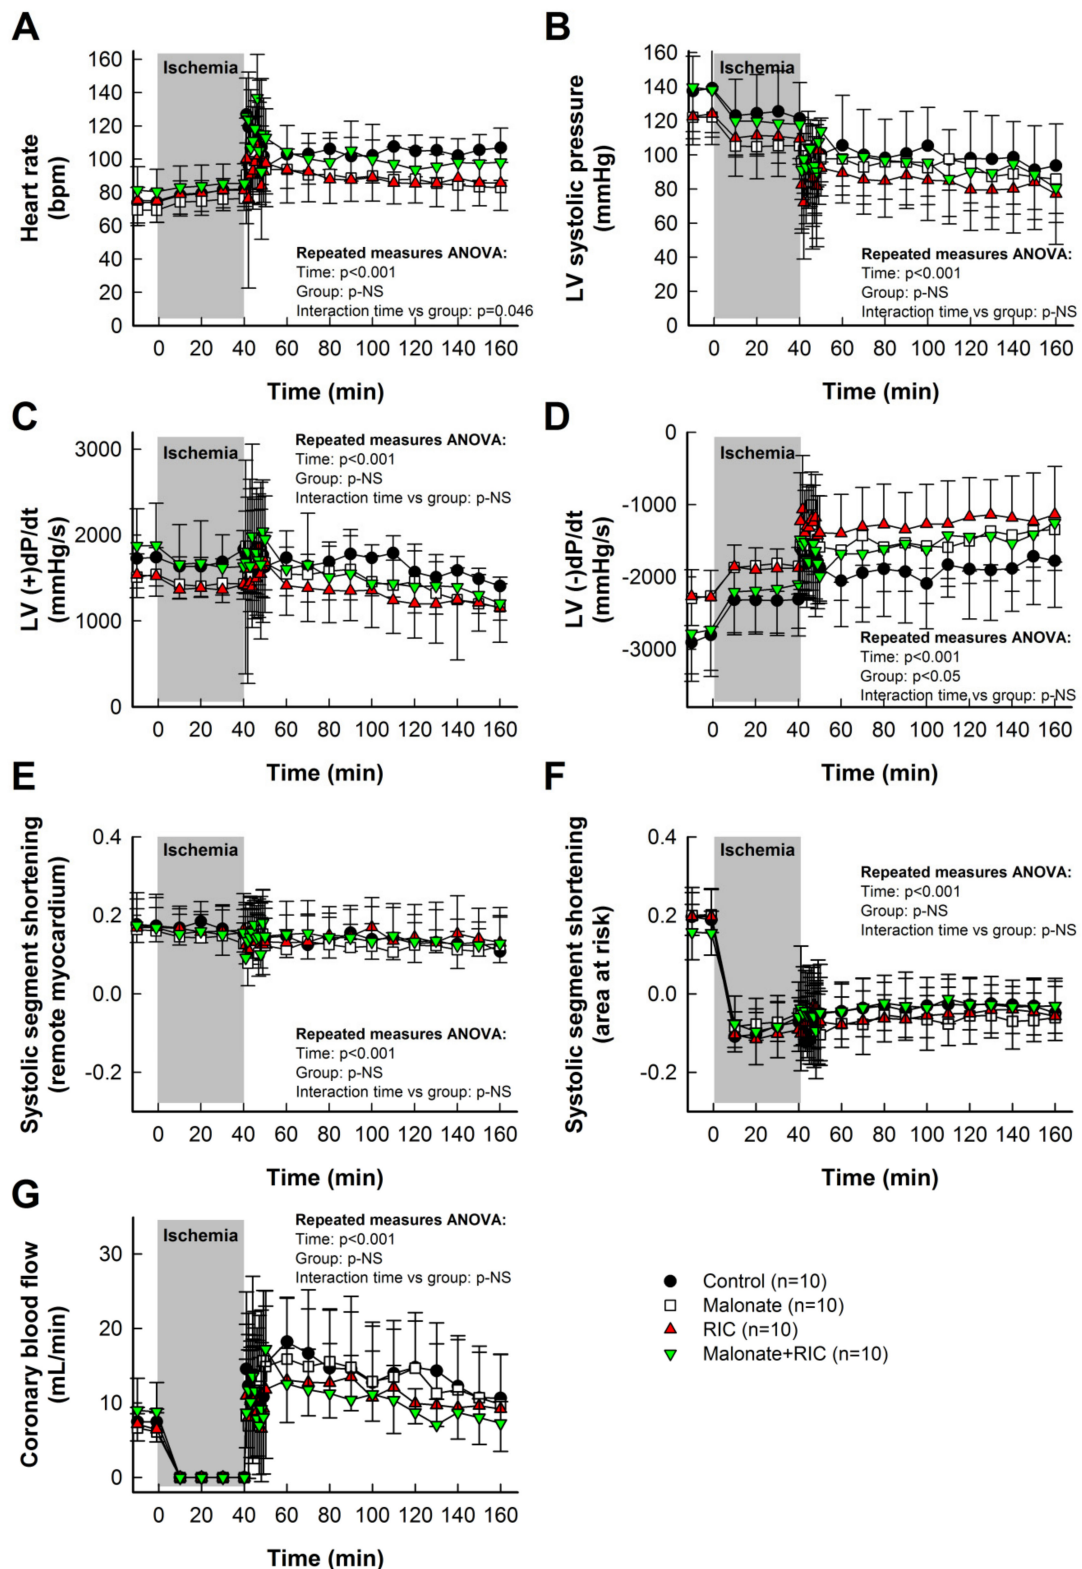 A
Heart rate
(bpm)
160
140
120
100
80
60
40
20
0
Ischemia
Repeated measures ANOVA:
Time: p<0.001
Group: p-NS
Interaction time vs group: p=0.046
0 20 40 60 80 100 120 140 160
Time (min)
B
LV systolic pressure
(mmHg)
160
140
120
100
80
60
40
20
0
Ischemia
Repeated measures ANOVA:
Time: p<0.001
Group: p-NS
Interaction time vs group: p-NS
0 20 40 60 80 100 120 140 160
Time (min)
C
LV (+)dP/dt
(mmHg/s)
3000
2000
1000
0
Ischemia
Repeated measures ANOVA:
Time: p<0.001
Group: p-NS
Interaction time vs group: p-NS
0 20 40 60 80 100 120 140 160
Time (min)
D
LV (-)dP/dt
(mmHg/s)
0
-1000
-2000
-3000
Ischemia
Repeated measures ANOVA:
Time: p<0.001
Group: p<0.05
Interaction time vs group: p-NS
0 20 40 60 80 100 120 140 160
Time (min)
E
Systolic segment shortening
(remote myocardium)
0.4
0.2
0.0
-0.2
Ischemia
Repeated measures ANOVA:
Time: p<0.001
Group: p-NS
Interaction time vs group: p-NS
0 20 40 60 80 100 120 140 160
Time (min)
F
Systolic segment shortening
(area at risk)
0.4
0.2
0.0
-0.2
Ischemia
Repeated measures ANOVA:
Time: p<0.001
Group: p-NS
Interaction time vs group: p-NS
0 20 40 60 80 100 120 140 160
Time (min)
G
Coronary blood flow
(mL/min)
30
20
10
0
Ischemia
Repeated measures ANOVA:
Time: p<0.001
Group: p-NS
Interaction time vs group: p-NS
0 20 40 60 80 100 120 140 160
Time (min)
Control (n=10)
Malonate (n=10)
RIC (n=10)
Malonate+RIC (n=10)